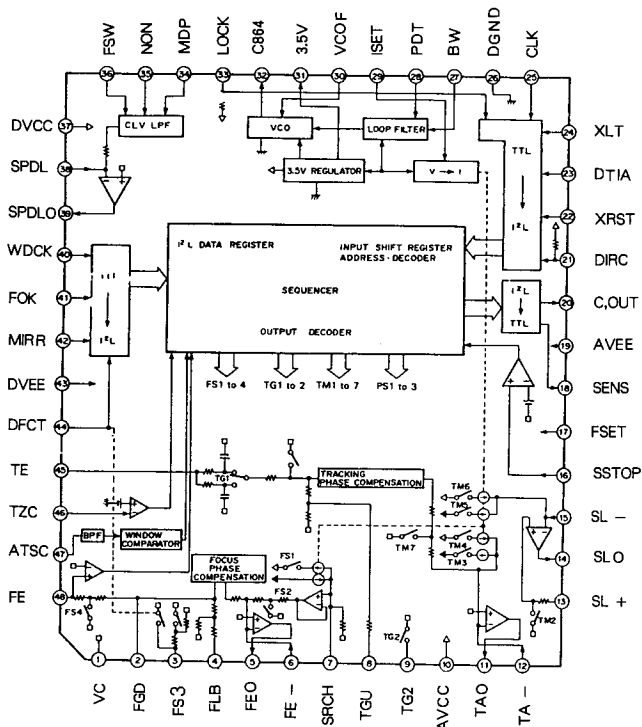 FSW NON MDP LOCK C864 3.5V VCOF ISET PDT BW DGND CLK
36 35 34 33 32 31 30 29 28 27 26 25
DVCC 37
CLV LPF
VCO
LOOP FILTER
24 XLT
SPDL 38
3.5V REGULATOR
V → I
TTL
I²L
23 DTIA
SPDLO 39
22 XRST
WDCK 40
I²L DATA REGISTER
INPUT SHIFT REGISTER
ADDRESS·DECODER
21 DIRC
TTL
I²L
FOK 41
SEQUENCER
I²L
TTL
20 C,OUT
MIRR 42
OUTPUT DECODER
19 AVEE
DVEE 43
FS1 to 4
TG1 to 2
TM1 to 7
PS1 to 3
18 SENS
DFCT 44
17 FSET
TE 45
TG1
TRACKING
PHASE COMPENSATION
16 SSTOP
TM6
TM5
TZC 46
15 SL -
ATSC 47
BPF
WINDOW
COMPARATOR
TM7
TM4
TM3
14 SLO
FE 48
FOCUS
PHASE
COMPENSATION
FS1
13 SL +
FS4
FS2
TG2
TM2
1 2 3 4 5 6 7 8 9 10 11 12
VC FGD FS3 FLB FEO FE - SRCH TGU TG2 AVCC TAO TA -